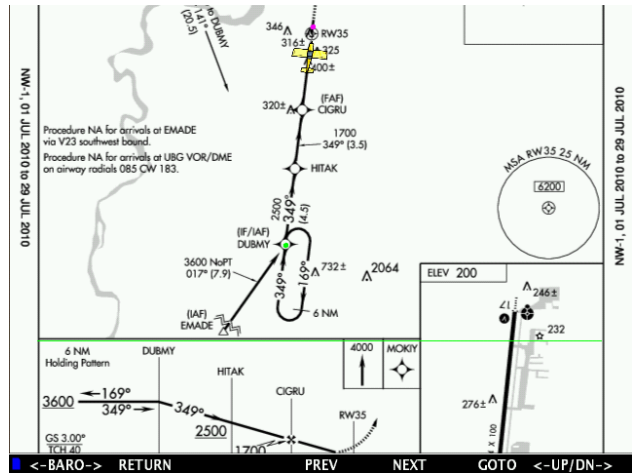 to DUBMY
141°
(20.5)
346
RW35
316±
325
400±
(FAF)
320±
CIGRU
1700
349° (3.5)
HITAK
2500
349°
(4.5)
(IF/IAF)
DUBMY
3600 NoPT
017° (7.9)
349°
169°
732±
2064
6 NM
(IAF)
EMADE
Procedure NA for arrivals at EMADE
via V23 southwest bound.
Procedure NA for arrivals at UBG VOR/DME
on airway radials 085 CW 183.
NW-1, 01 JUL 2010 to 29 JUL 2010
NW-1, 01 JUL 2010 to 29 JUL 2010
MSA RW35 25 NM
6200
ELEV 200
246±
17
232
276±
X 100
6 NM
Holding Pattern
DUBMY
HITAK
CIGRU
RW35
4000
MOKIY
3600
169°
349°
349°
2500
1700
GS 3.00°
TCH 40
<-BARO-> RETURN PREV NEXT GOTO <-UP/DN->